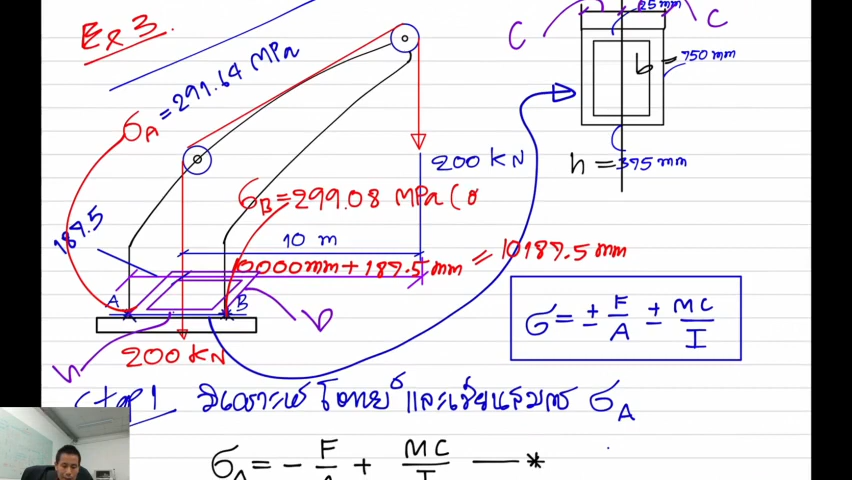 Ex 3.
σA = 291.64 MPa
C
25 mm
C
b = 750 mm
200 KN
h = 375 mm
σB = 299.08 MPa (
187.5
10 m
10000mm + 187.5 mm = 10187.5 mm
A
B
b
h
200 KN
σ = ± F/A ± MC/I
Step 1 วิเคราะห์โจทย์และเขียนสมการ σA
σA = - F/A + MC/I — *